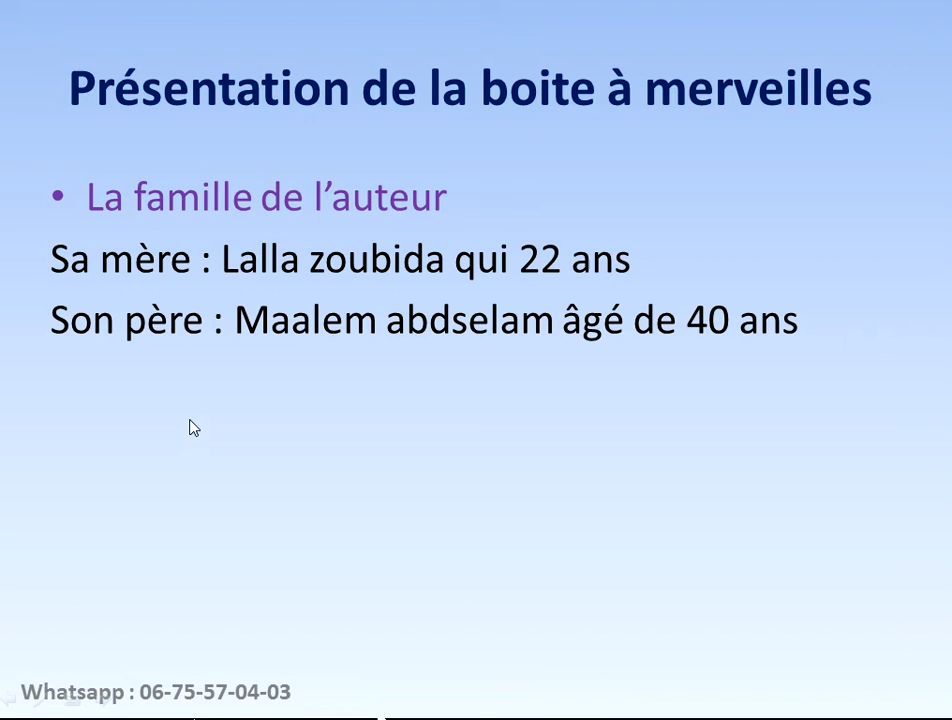 Présentation de la boite à merveilles
• La famille de l’auteur
Sa mère : Lalla zoubida qui 22 ans
Son père : Maalem abdselam âgé de 40 ans
Whatsapp : 06-75-57-04-03